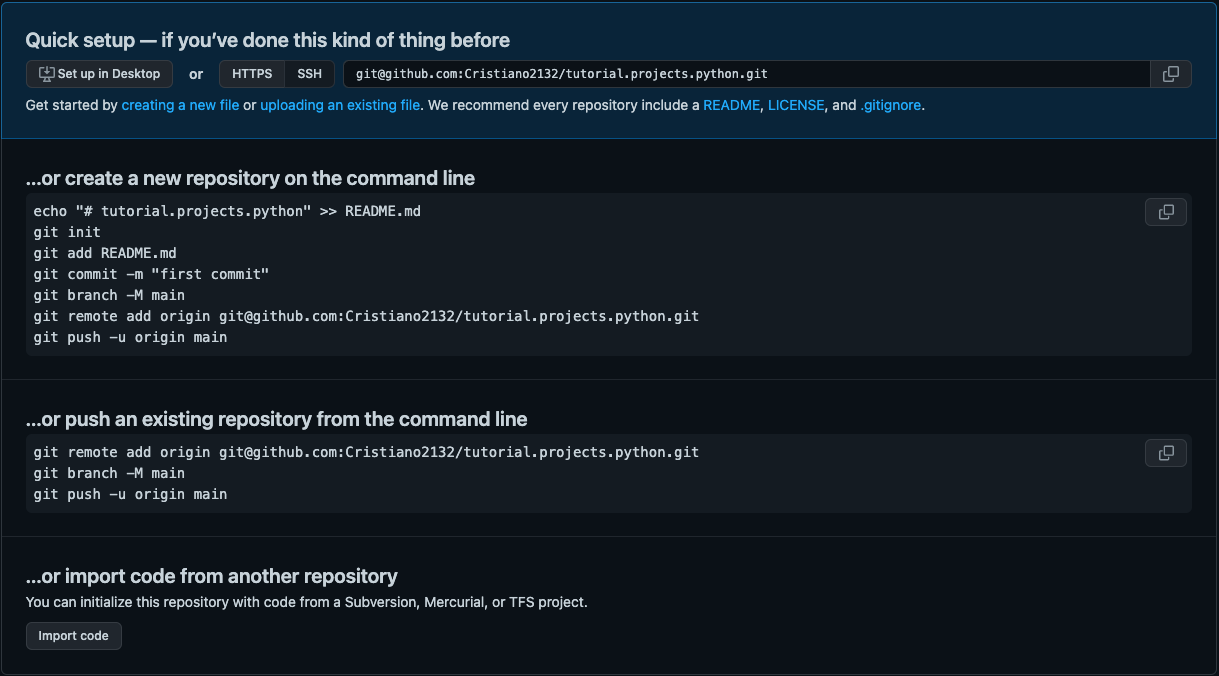 Quick setup — if you’ve done this kind of thing before
Set up in Desktop or HTTPS SSH git@github.com:Cristiano2132/tutorial.projects.python.git
Get started by creating a new file or uploading an existing file. We recommend every repository include a README, LICENSE, and .gitignore.
…or create a new repository on the command line
echo "# tutorial.projects.python" >> README.md
git init
git add README.md
git commit -m "first commit"
git branch -M main
git remote add origin git@github.com:Cristiano2132/tutorial.projects.python.git
git push -u origin main
…or push an existing repository from the command line
git remote add origin git@github.com:Cristiano2132/tutorial.projects.python.git
git branch -M main
git push -u origin main
…or import code from another repository
You can initialize this repository with code from a Subversion, Mercurial, or TFS project.
Import code